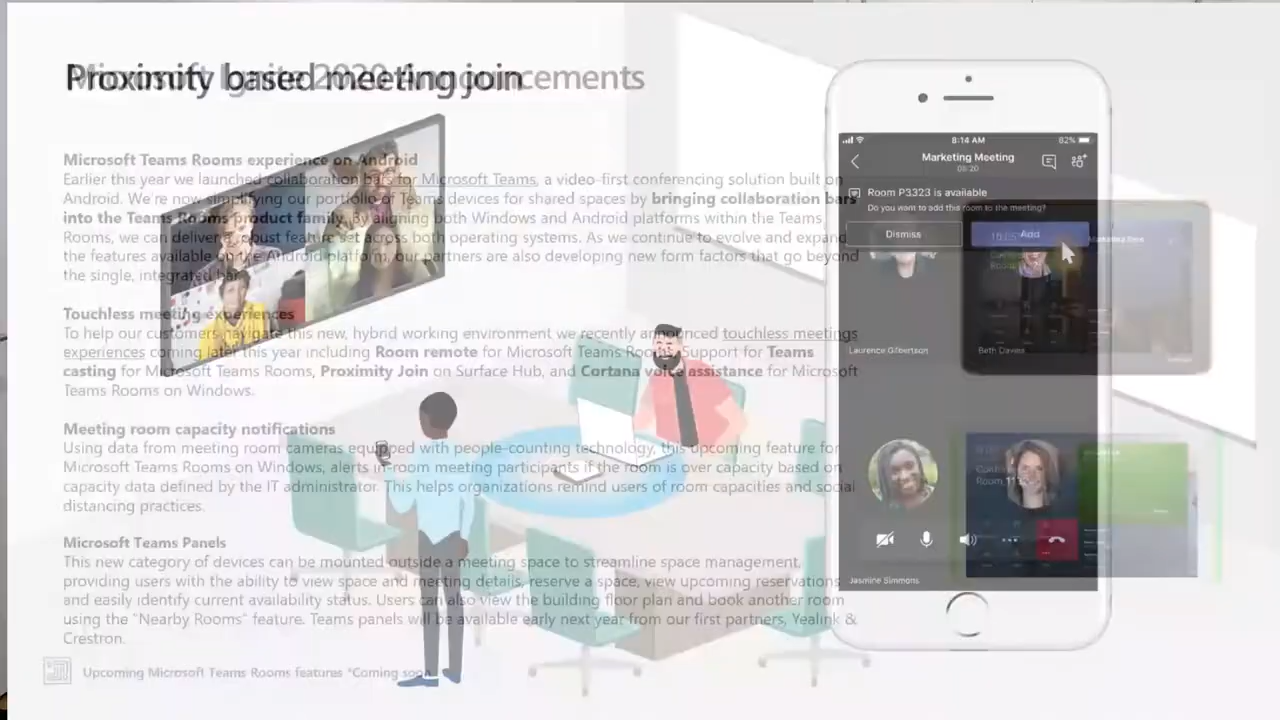 Proximity based meeting join
Microsoft Ignite 2020 Announcements
Microsoft Teams Rooms experience on Android
Earlier this year we launched collaboration bars for Microsoft Teams, a video-first conferencing solution built on
Android. We're now simplifying our portfolio of Teams devices for shared spaces by bringing collaboration bars
into the Teams Rooms product family. By aligning both Windows and Android platforms within the Teams
Rooms, we can deliver a robust feature set across both operating systems. As we continue to evolve and expand
the features available on the Android platform, our partners are also developing new form factors that go beyond
the single, integrated bar.
Touchless meeting experiences
To help our customers navigate this new, hybrid working environment we recently announced touchless meetings
experiences coming later this year including Room remote for Microsoft Teams Rooms, Support for Teams
casting for Microsoft Teams Rooms, Proximity Join on Surface Hub, and Cortana voice assistance for Microsoft
Teams Rooms on Windows.
Meeting room capacity notifications
Using data from meeting room cameras equipped with people-counting technology, this upcoming feature for
Microsoft Teams Rooms on Windows, alerts in-room meeting participants if the room is over capacity based on
capacity data defined by the IT administrator. This helps organizations remind users of room capacities and social
distancing practices.
Microsoft Teams Panels
This new category of devices can be mounted outside a meeting space to streamline space management,
providing users with the ability to view space and meeting details, reserve a space, view upcoming reservations,
and easily identify current availability status. Users can also view the building floor plan and book another room
using the "Nearby Rooms" feature. Teams panels will be available early next year from our first partners, Yealink &
Crestron.
Upcoming Microsoft Teams Rooms features *Coming soon
8:14 AM
82%
Marketing Meeting
08:20
Room P3323 is available
Do you want to add this room to the meeting?
Dismiss
Add
Laurence Gilbertson
Beth Davies
Jasmine Simmons